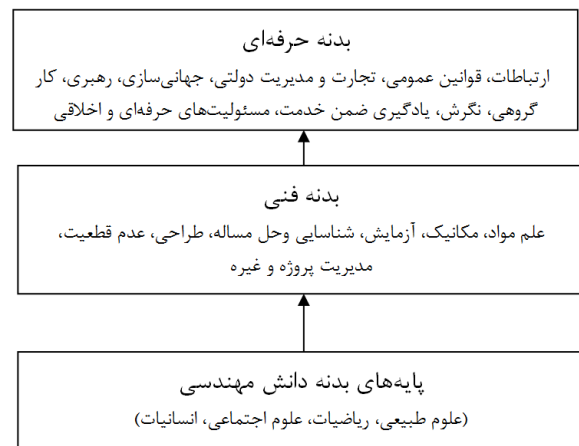 بدنه حرفه‌ای
ارتباطات، قوانین عمومی، تجارت و مدیریت دولتی، جهانی‌سازی، رهبری، کار
گروهی، نگرش، یادگیری ضمن خدمت، مسئولیت‌های حرفه‌ای و اخلاقی
بدنه فنی
علم مواد، مکانیک، آزمایش، شناسایی وحل مساله، طراحی، عدم قطعیت،
مدیریت پروژه و غیره
پایه‌های بدنه دانش مهندسی
(علوم طبیعی، ریاضیات، علوم اجتماعی، انسانیات)